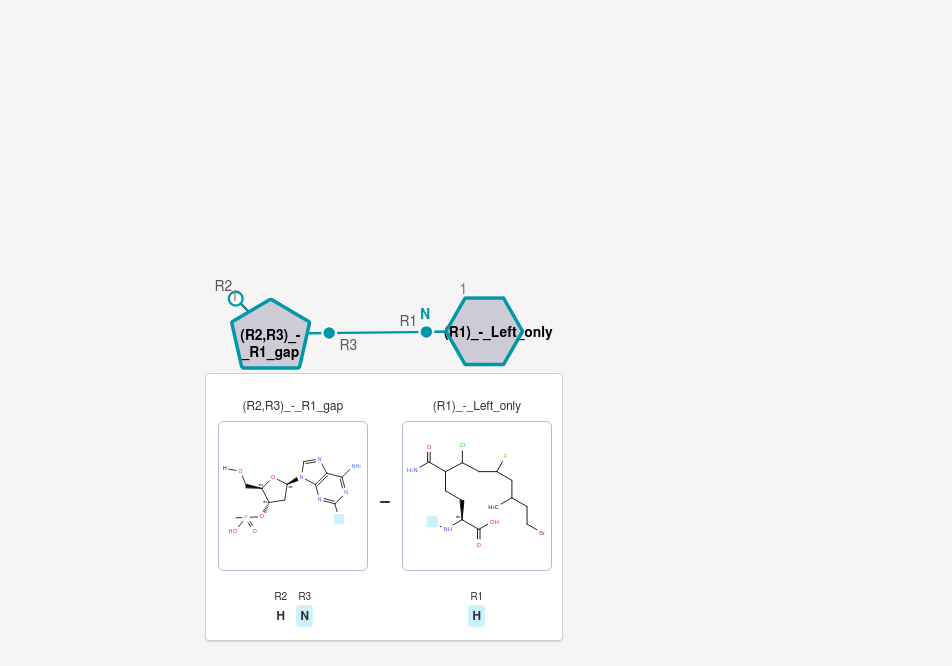 R2
1
1
N
(R2,R3)_-
_R1_gap
R3
R1
(R1)_-_Left_only
(R2,R3)_-_R1_gap
(R1)_-_Left_only
H
O
O
N
N
NH₂
N
N
O
P
HO
O
O
H₂N
Cl
F
H₃C
NH
OH
O
Br
–
R2 R3
H N
R1
H